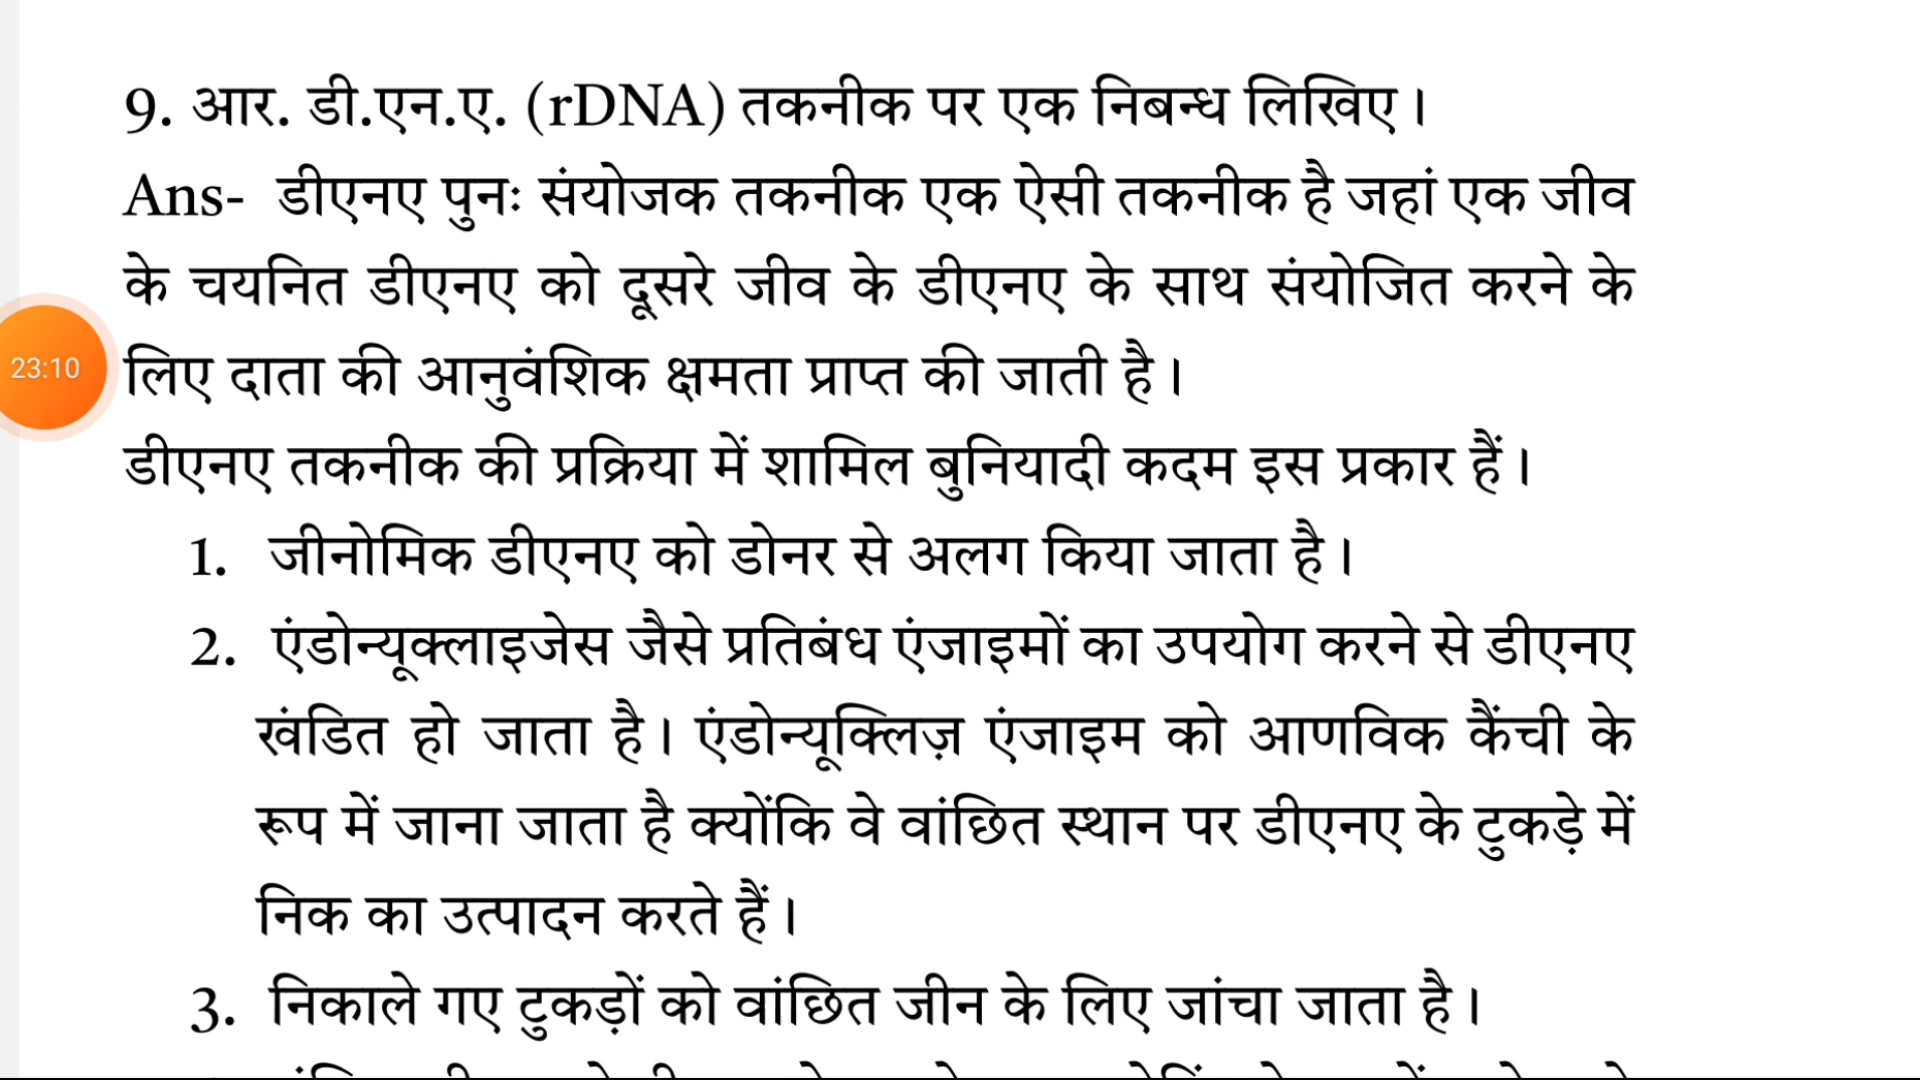 9. आर. डी.एन.ए. (rDNA) तकनीक पर एक निबन्ध लिखिए।
Ans- डीएनए पुनः संयोजक तकनीक एक ऐसी तकनीक है जहां एक जीव
के चयनित डीएनए को दूसरे जीव के डीएनए के साथ संयोजित करने के
23:10
लिए दाता की आनुवंशिक क्षमता प्राप्त की जाती है।
डीएनए तकनीक की प्रक्रिया में शामिल बुनियादी कदम इस प्रकार हैं।
1. जीनोमिक डीएनए को डोनर से अलग किया जाता है।
2. एंडोन्यूक्लाइजेस जैसे प्रतिबंध एंजाइमों का उपयोग करने से डीएनए
खंडित हो जाता है। एंडोन्यूक्लिज़ एंजाइम को आणविक कैंची के
रूप में जाना जाता है क्योंकि वे वांछित स्थान पर डीएनए के टुकड़े में
निक का उत्पादन करते हैं।
3. निकाले गए टुकड़ों को वांछित जीन के लिए जांचा जाता है।